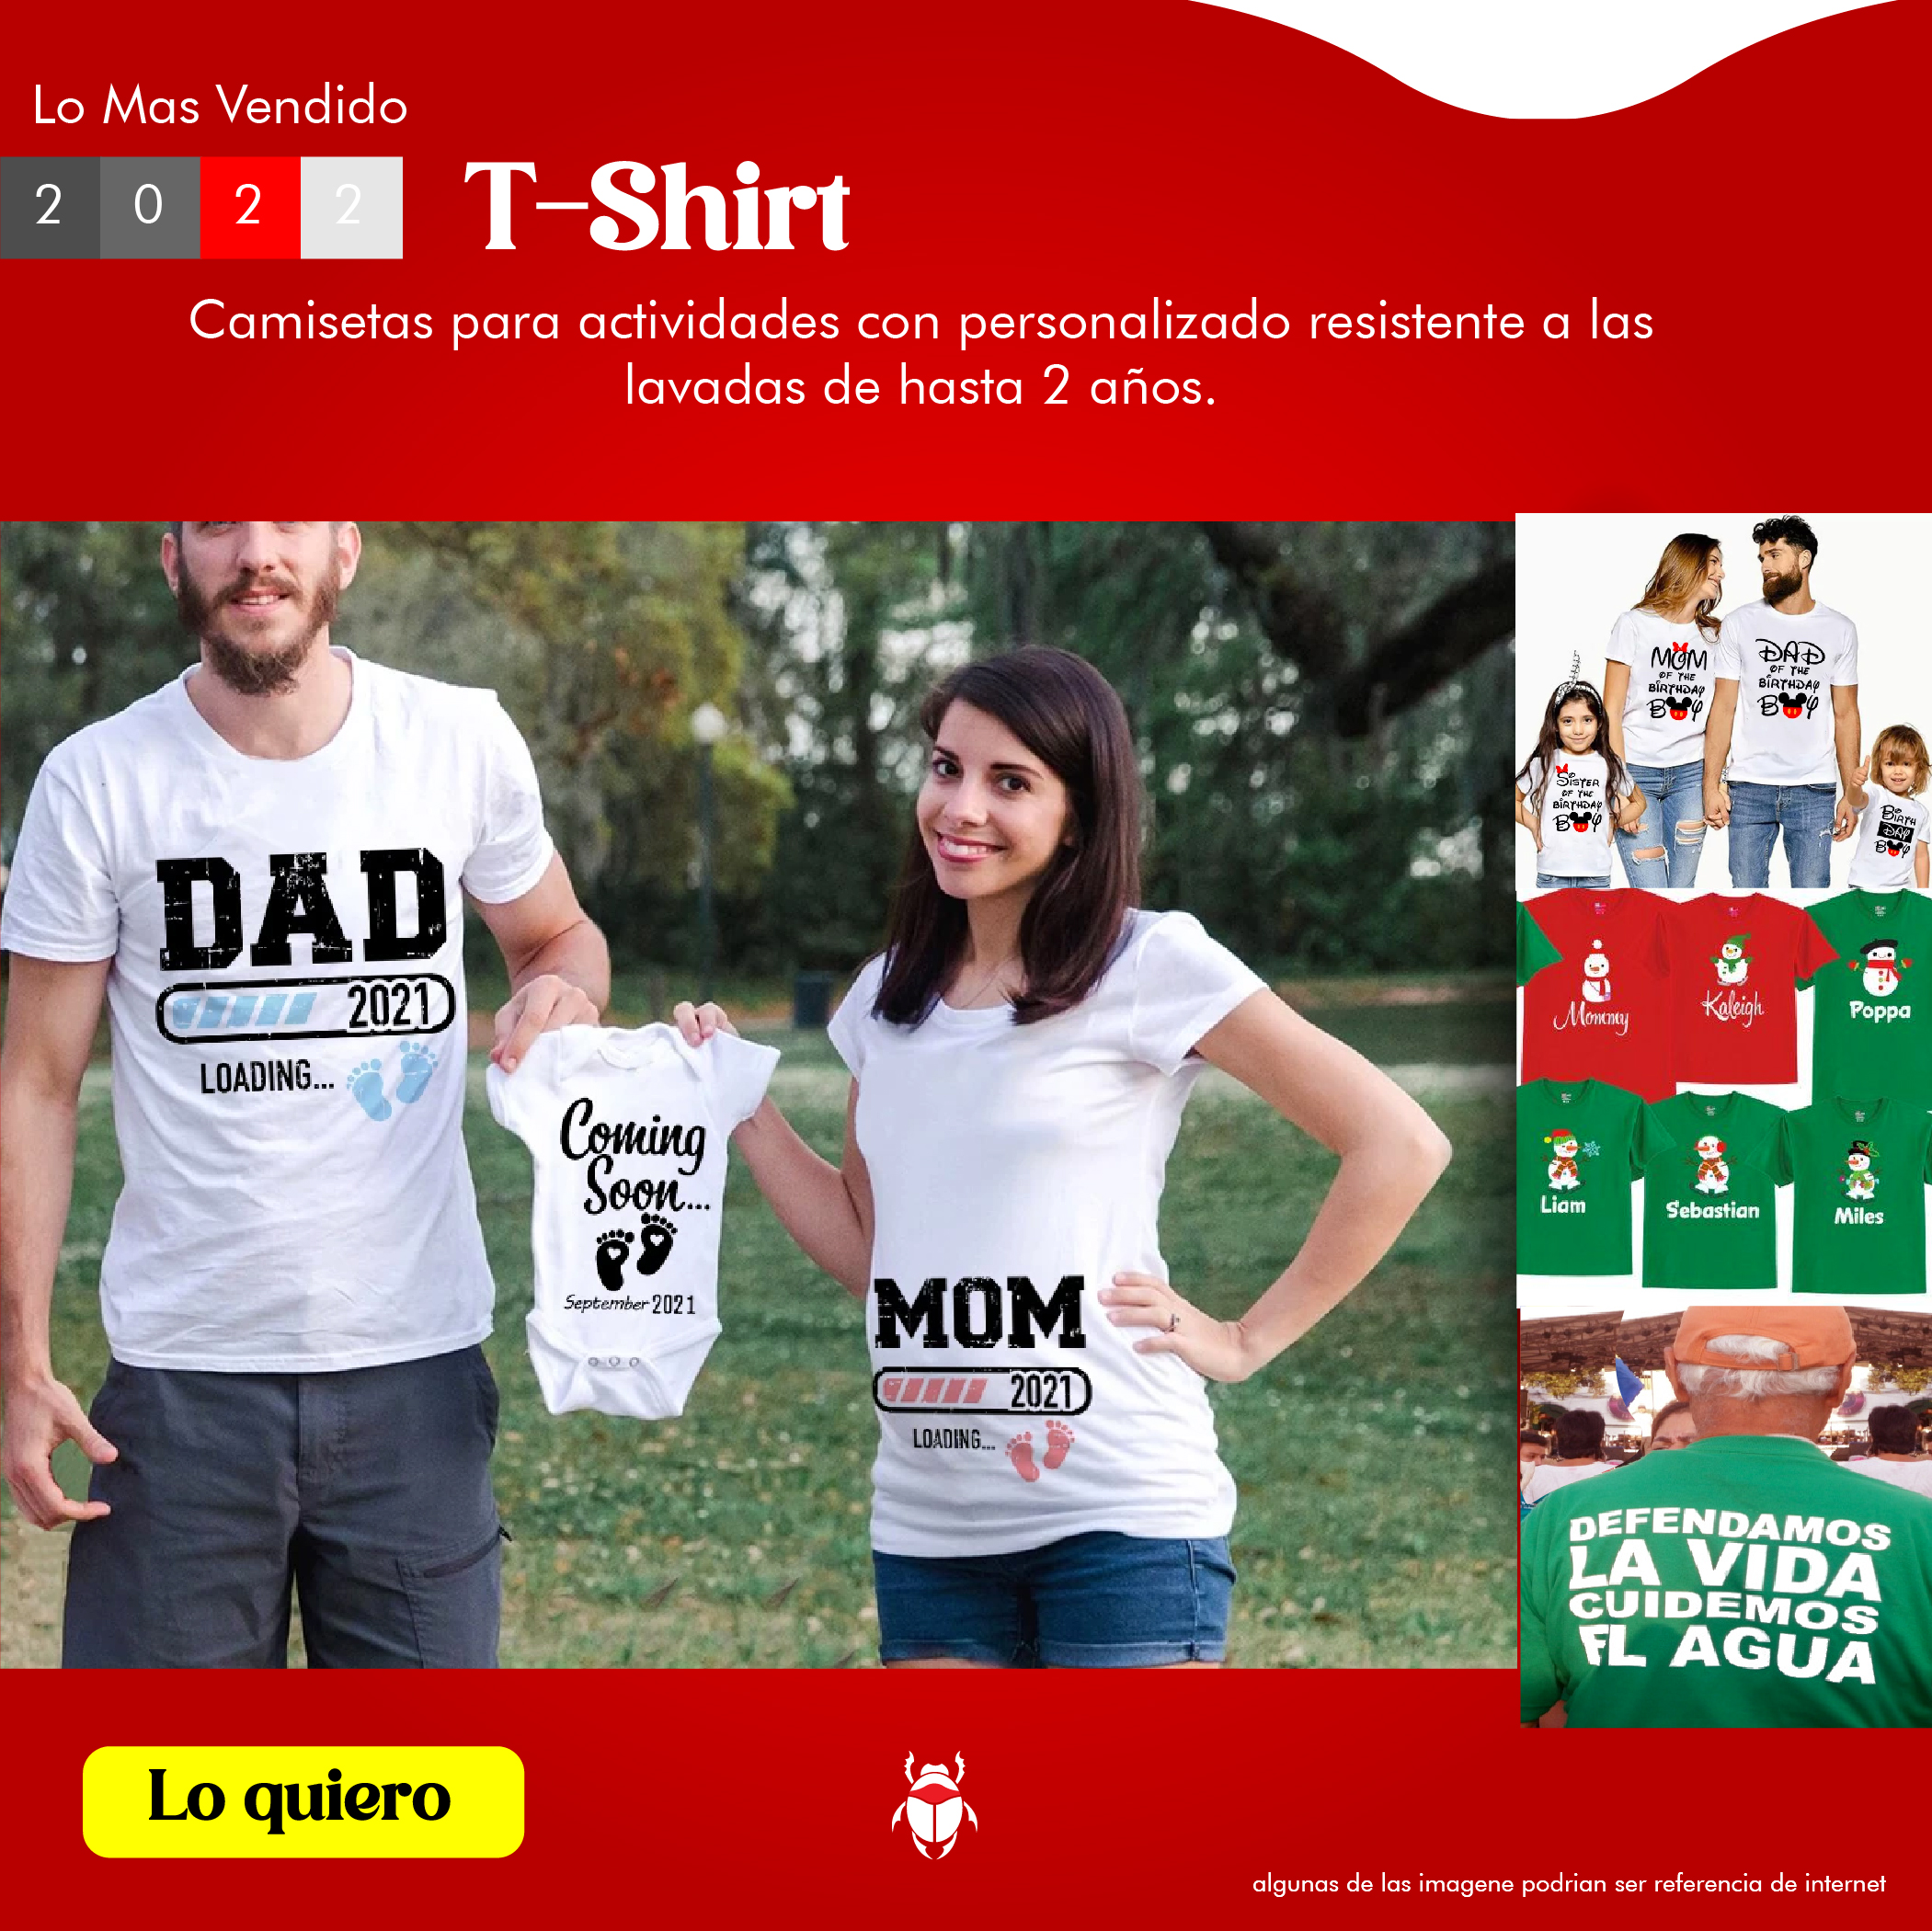 Lo Mas Vendido
2 0 2 2
T-Shirt
Camisetas para actividades con personalizado resistente a las
lavadas de hasta 2 años.
DAD
2021
LOADING...
Coming
Soon...
September 2021
MOM
2021
LOADING...
MOM
OF THE
BIRTHDAY
BOY
DAD
OF THE
BIRTHDAY
BOY
SISTER
OF THE
BIRTHDAY
BOY
BIRTH
DAY
BOY
Mommy
Kaleigh
Poppa
Liam
Sebastian
Miles
DEFENDAMOS
LA VIDA
CUIDEMOS
EL AGUA
Lo quiero
algunas de las imagene podrian ser referencia de internet